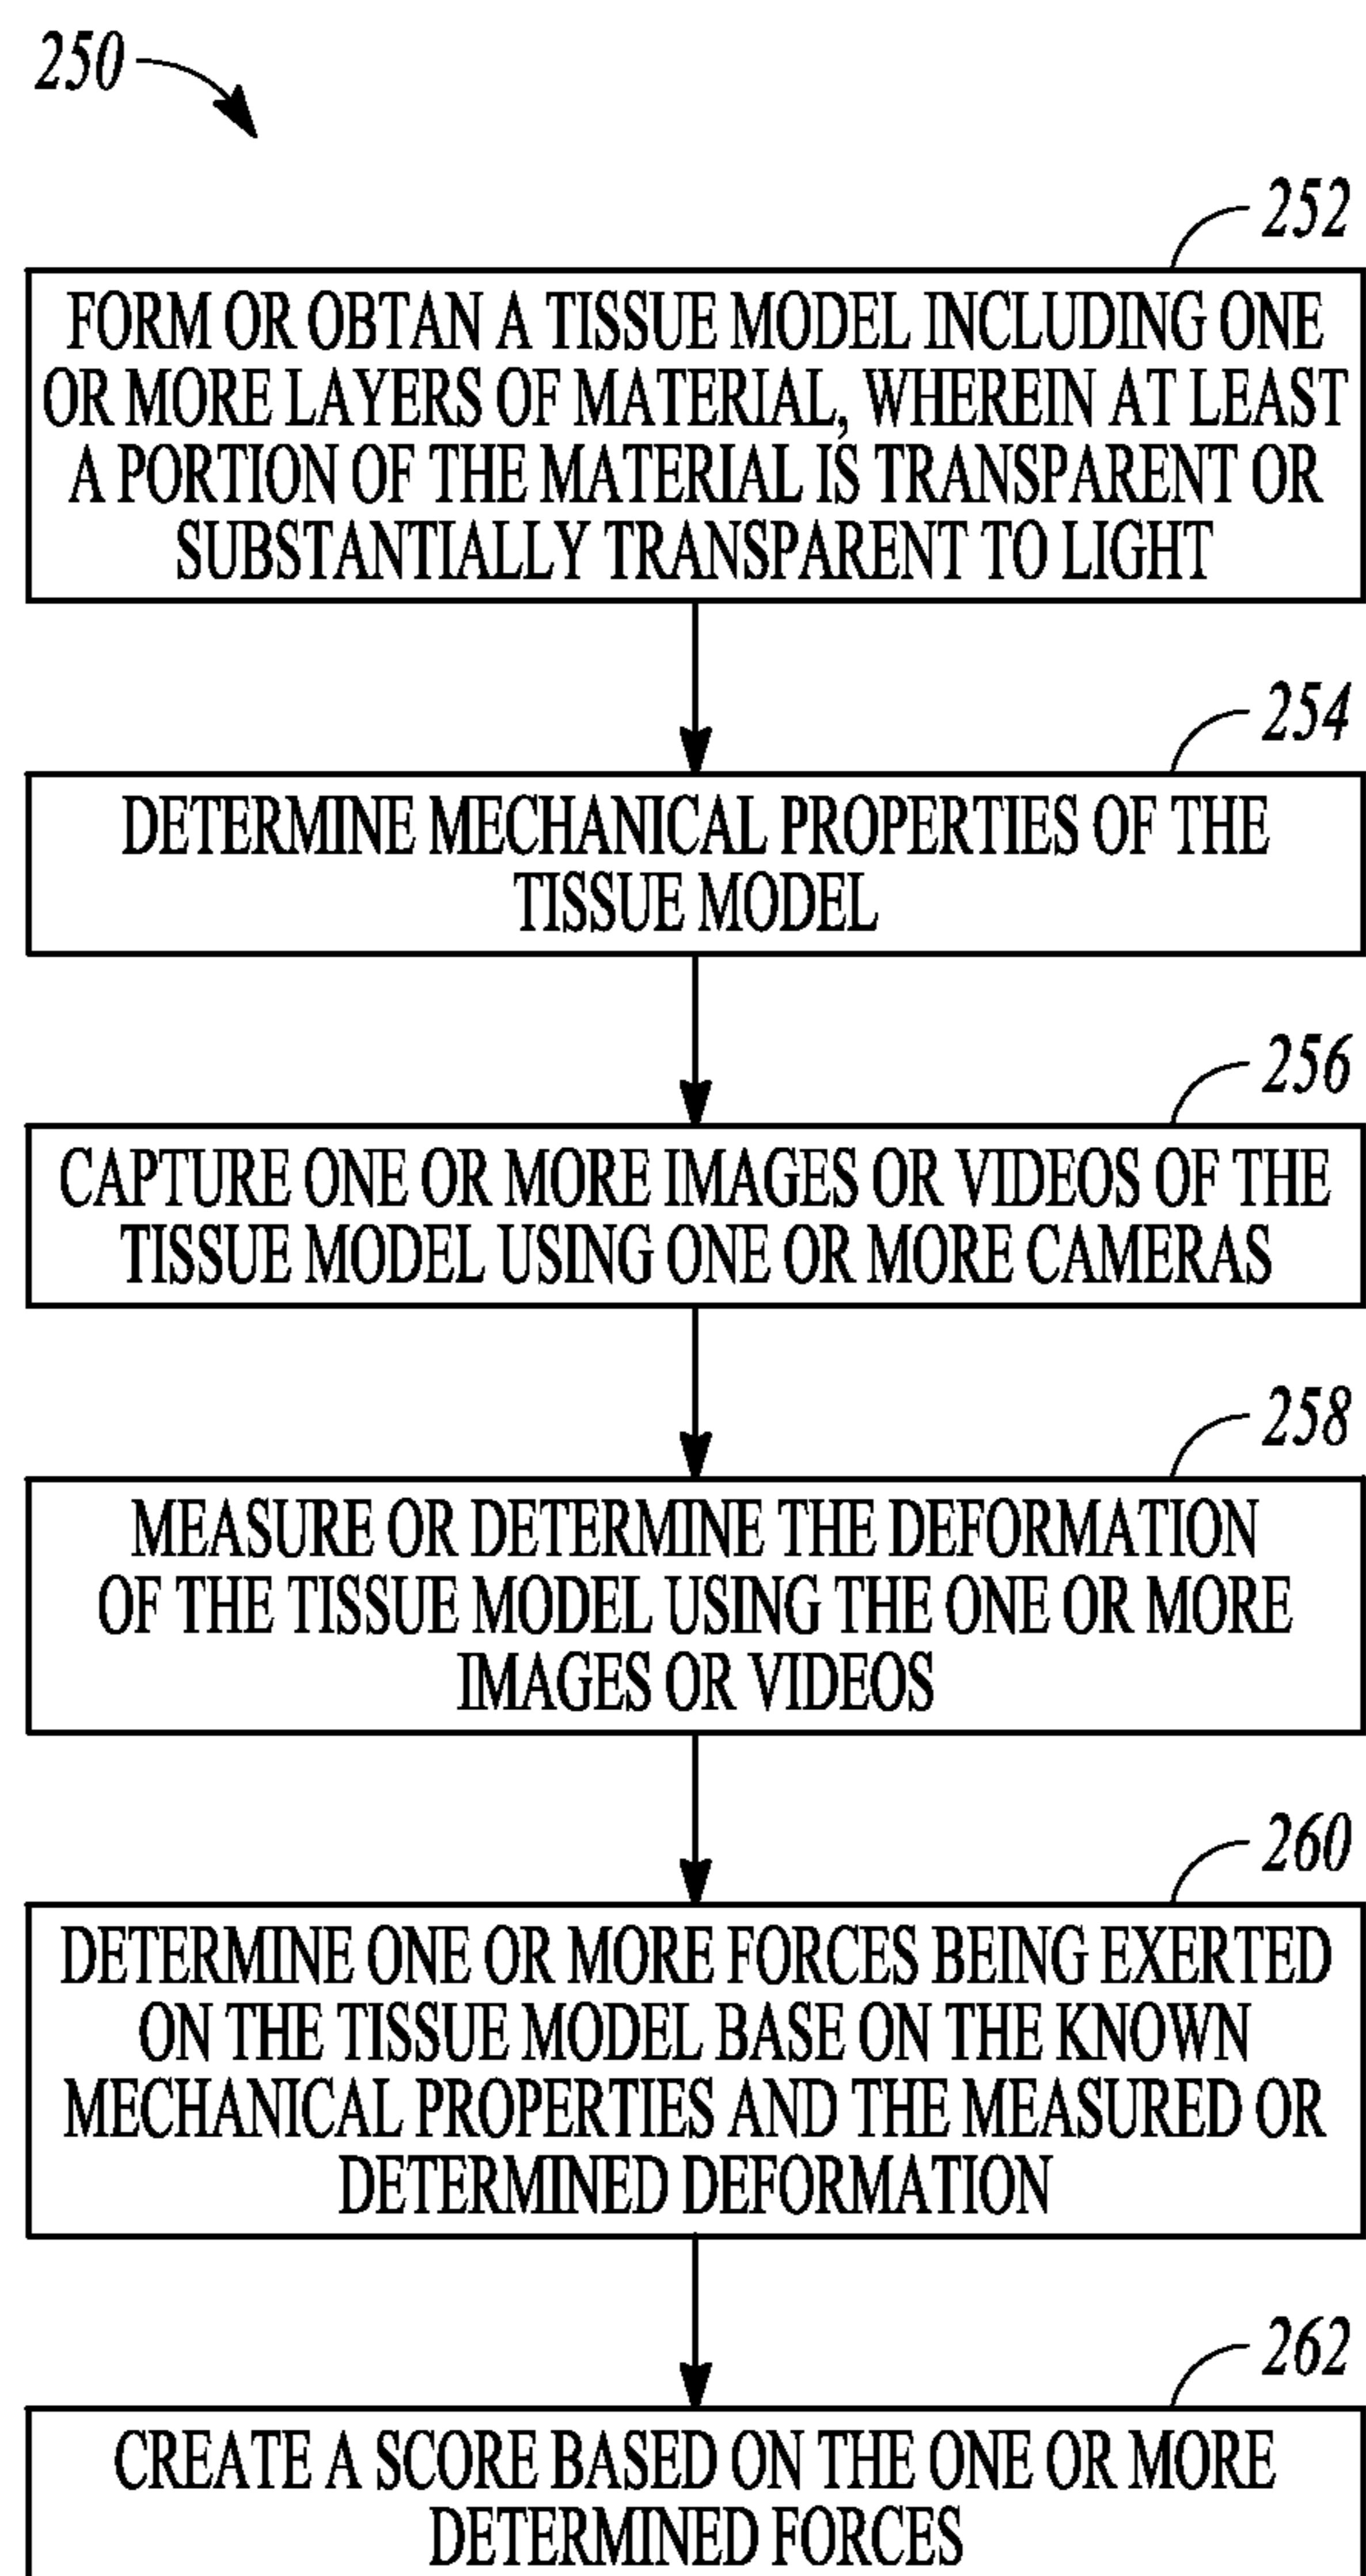 250
252
FORM OR OBTAN A TISSUE MODEL INCLUDING ONE
OR MORE LAYERS OF MATERIAL, WHEREIN AT LEAST
A PORTION OF THE MATERIAL IS TRANSPARENT OR
SUBSTANTIALLY TRANSPARENT TO LIGHT
254
DETERMINE MECHANICAL PROPERTIES OF THE
TISSUE MODEL
256
CAPTURE ONE OR MORE IMAGES OR VIDEOS OF THE
TISSUE MODEL USING ONE OR MORE CAMERAS
258
MEASURE OR DETERMINE THE DEFORMATION
OF THE TISSUE MODEL USING THE ONE OR MORE
IMAGES OR VIDEOS
260
DETERMINE ONE OR MORE FORCES BEING EXERTED
ON THE TISSUE MODEL BASE ON THE KNOWN
MECHANICAL PROPERTIES AND THE MEASURED OR
DETERMINED DEFORMATION
262
CREATE A SCORE BASED ON THE ONE OR MORE
DETERMINED FORCES